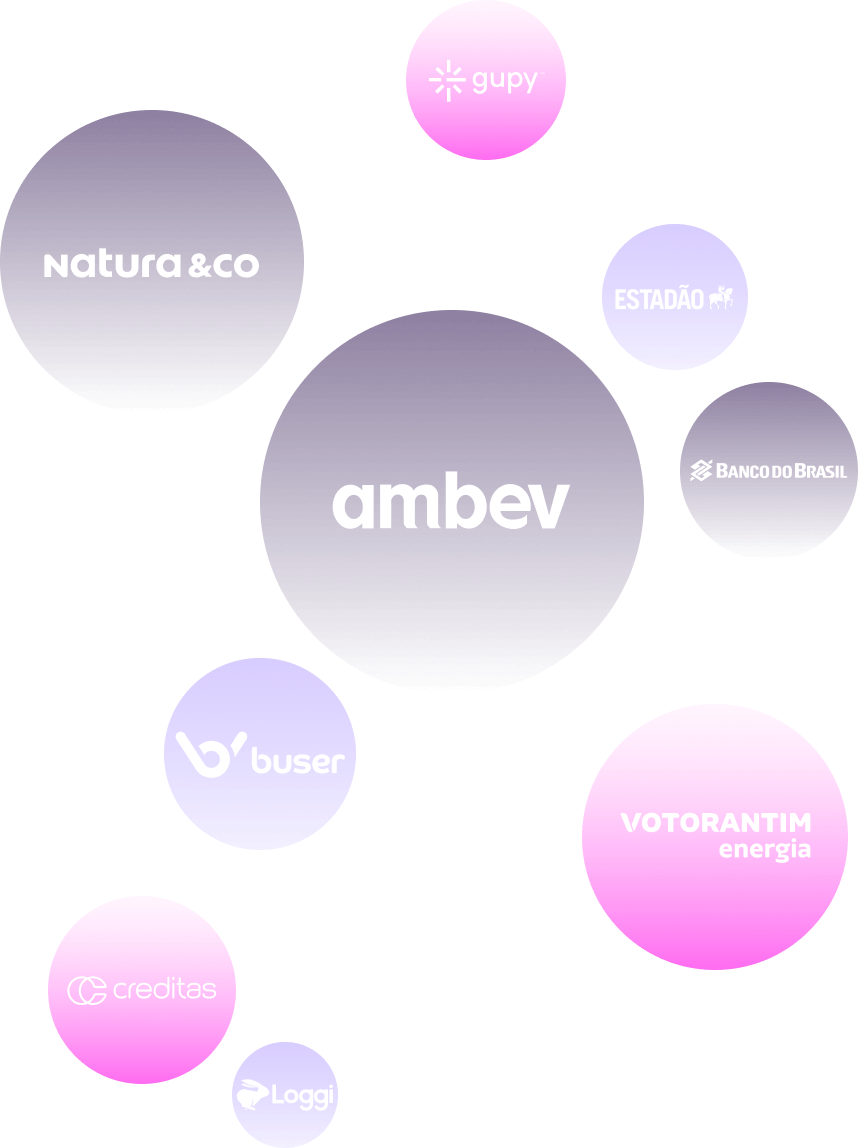 gupy
natura &co
ESTADÃO
ambev
BANCO DO BRASIL
buser
VOTORANTIM
energia
creditas
Loggi